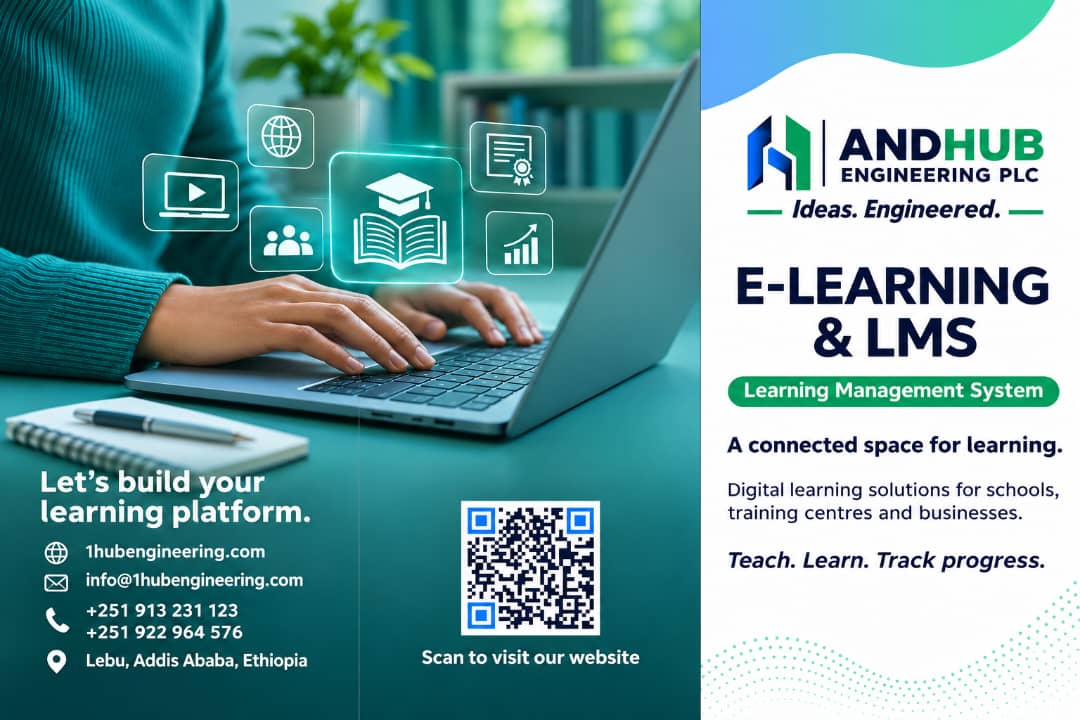 Let's build your
learning platform.
1hubengineering.com
info@1hubengineering.com
+251 913 231 123
+251 922 964 576
Lebu, Addis Ababa, Ethiopia
Scan to visit our website
ANDHUB
ENGINEERING PLC
Ideas. Engineered.
E-LEARNING
& LMS
Learning Management System
A connected space for learning.
Digital learning solutions for schools,
training centres and businesses.
Teach. Learn. Track progress.